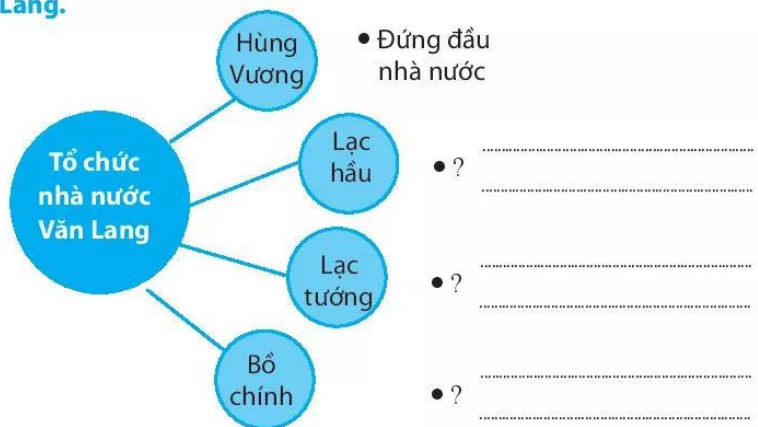 Lang.
Hùng
Vương
• Đứng đầu
nhà nước
Tổ chức
nhà nước
Văn Lang
Lạc
hầu
• ?
Lạc
tướng
• ?
Bồ
chính
• ?